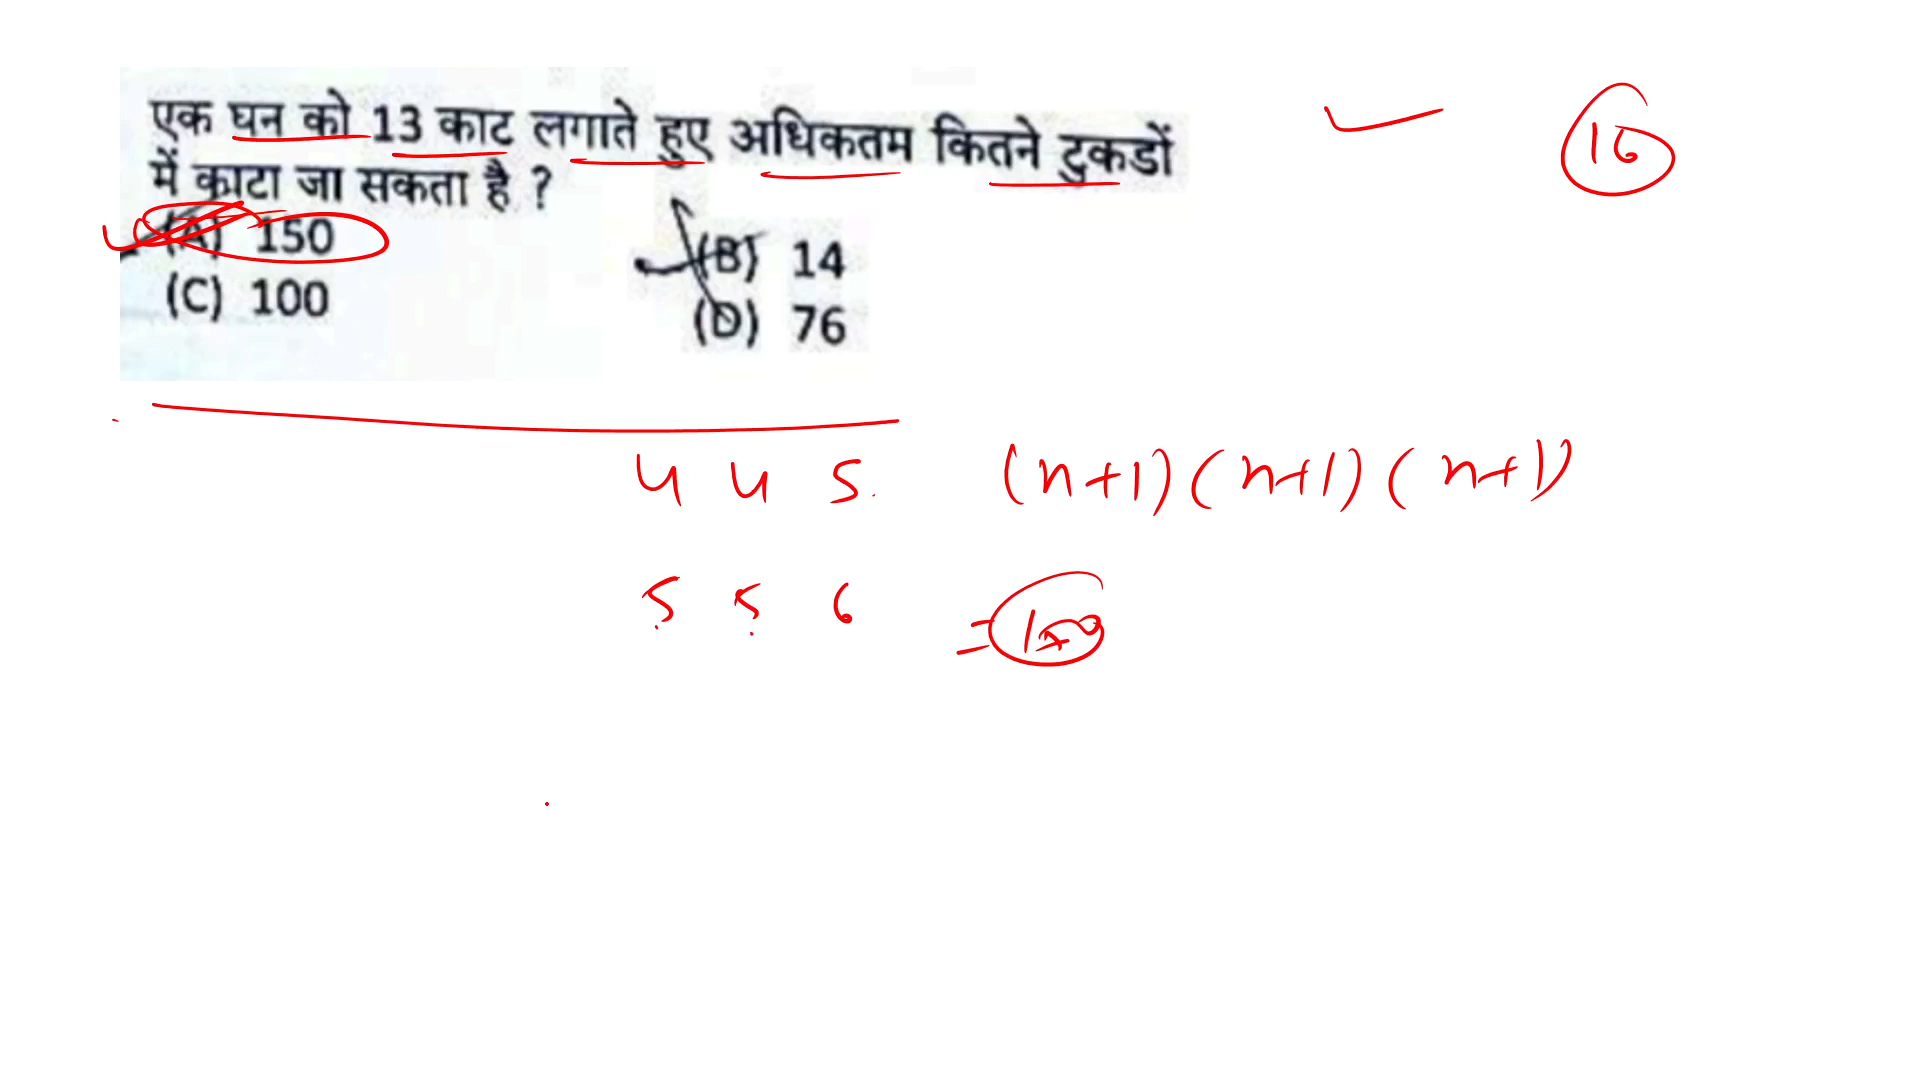 एक घन को 13 काट लगाते हुए अधिकतम कितने टुकडों
में काटा जा सकता है ?
(A) 150
(B) 14
(C) 100
(D) 76
16
4 4 5 (n+1)(n+1)(n+1)
5 5 6 = 150